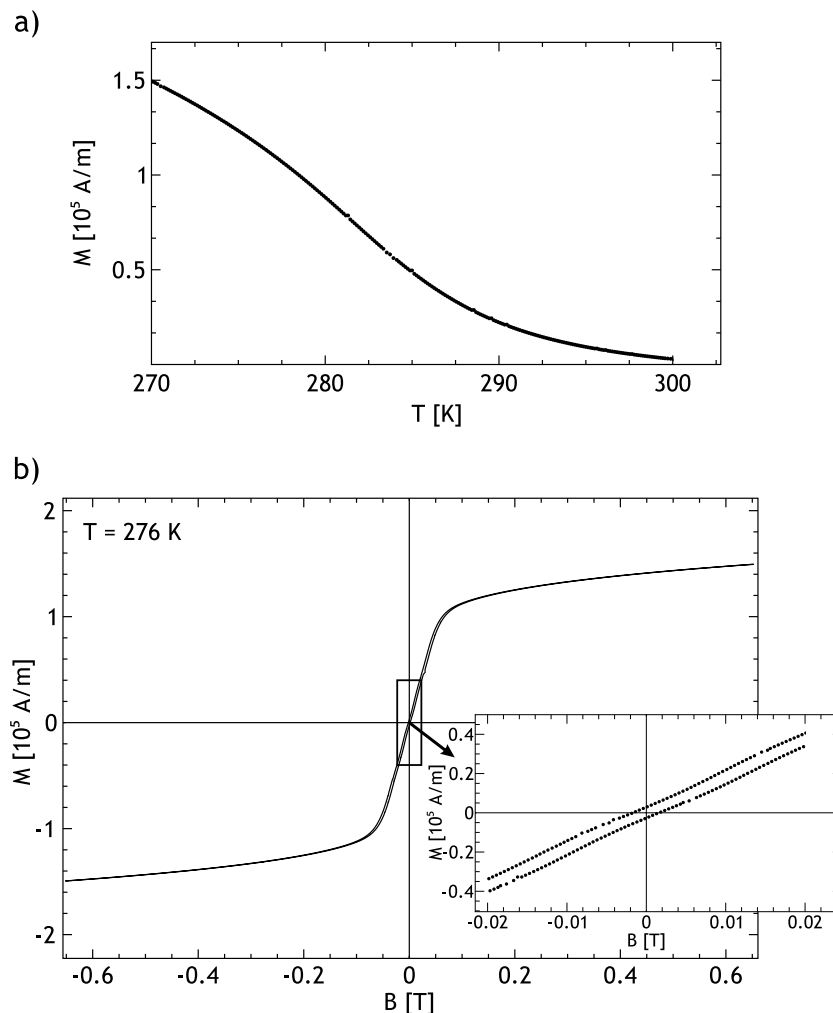 a)
1.5
1
0.5
M [10⁵ A/m]
270 280 290 300
T [K]
b)
T = 276 K
2
1
0
-1
-2
M [10⁵ A/m]
-0.6 -0.4 -0.2 0 0.2 0.4 0.6
B [T]
0.4
0.2
0
-0.2
-0.4
M [10⁵ A/m]
-0.02 -0.01 0 0.01 0.02
B [T]